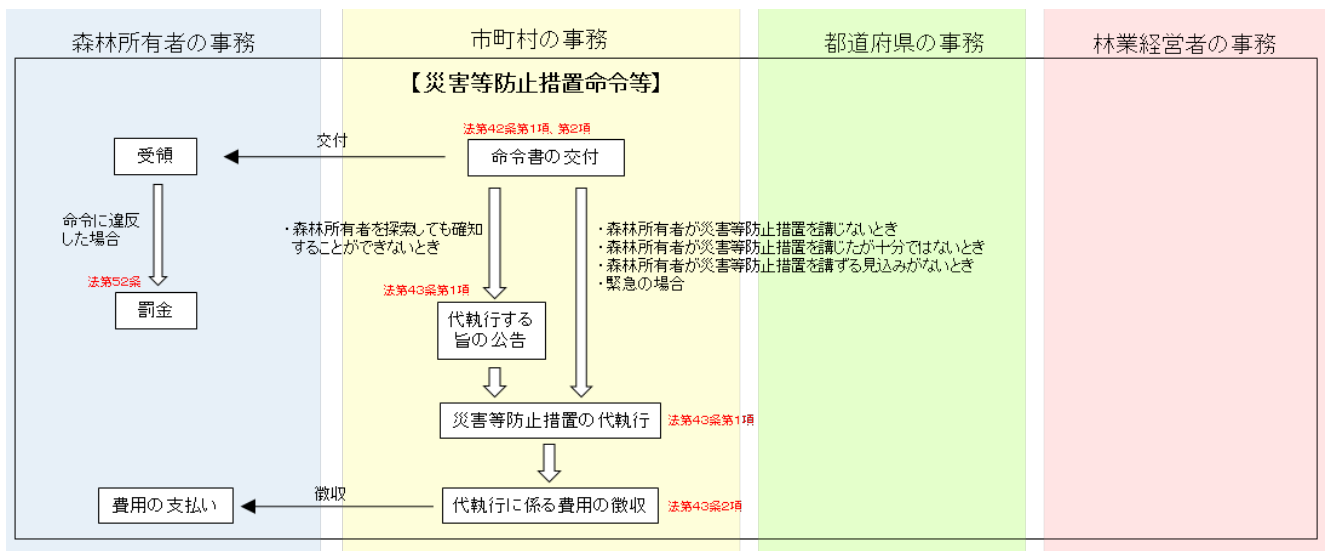 森林所有者の事務
市町村の事務
都道府県の事務
林業経営者の事務
【災害等防止措置命令等】
法第42条第1項、第2項
受領
交付
命令書の交付
命令に違反
した場合
・森林所有者を探索しても確知
することができないとき
・森林所有者が災害等防止措置を講じないとき
・森林所有者が災害等防止措置を講じたが十分ではないとき
・森林所有者が災害等防止措置を講ずる見込みがないとき
・緊急の場合
法第52条
罰金
法第43条第1項
代執行する
旨の公告
災害等防止措置の代執行
法第43条第1項
費用の支払い
徴収
代執行に係る費用の徴収
法第43条2項